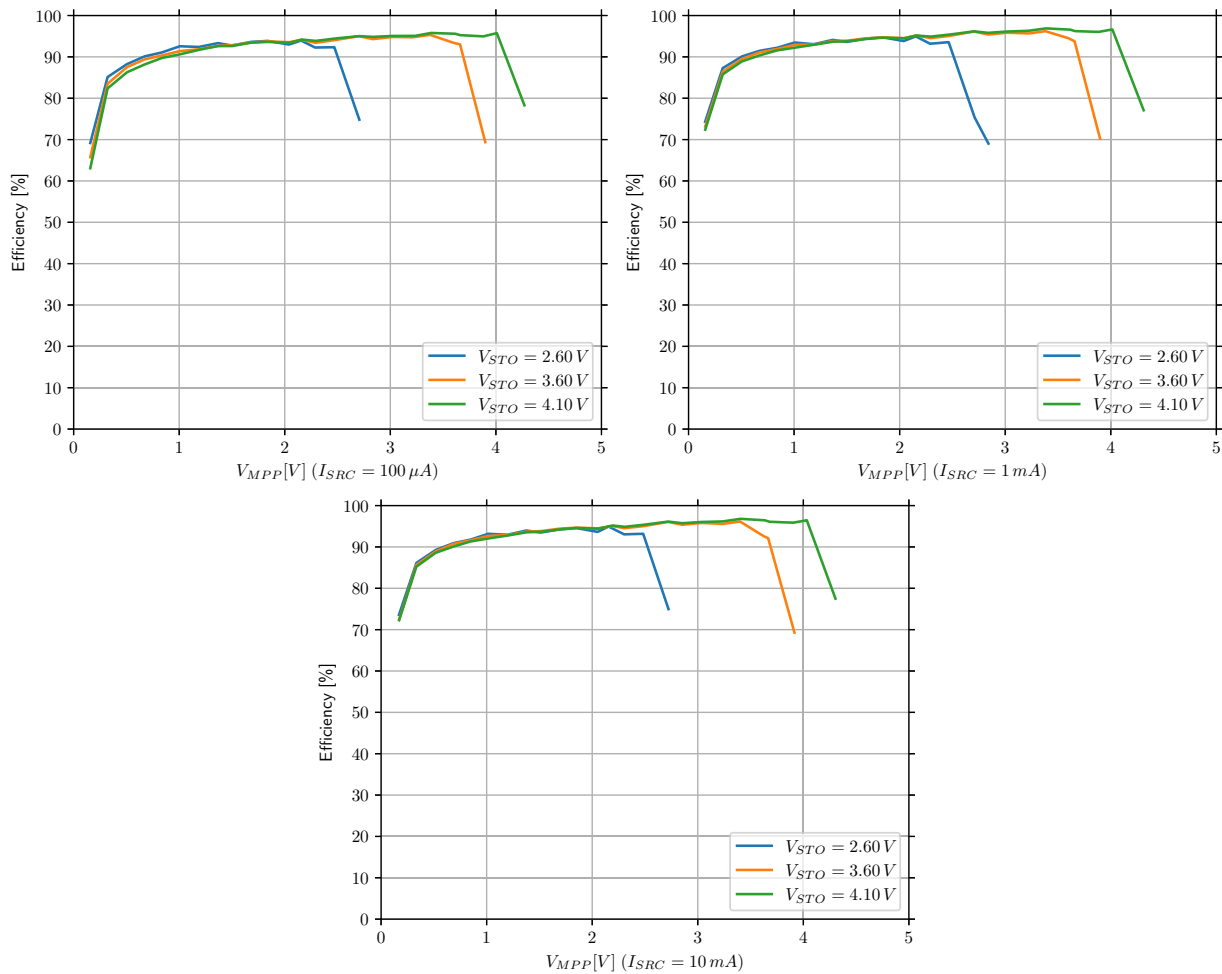 100
90
80
70
60
50
40
30
20
10
0
Efficiency [%]
V_STO = 2.60 V
V_STO = 3.60 V
V_STO = 4.10 V
0 1 2 3 4 5
V_MPP[V] (I_SRC = 100 μA)
100
90
80
70
60
50
40
30
20
10
0
Efficiency [%]
V_STO = 2.60 V
V_STO = 3.60 V
V_STO = 4.10 V
0 1 2 3 4 5
V_MPP[V] (I_SRC = 1 mA)
100
90
80
70
60
50
40
30
20
10
0
Efficiency [%]
V_STO = 2.60 V
V_STO = 3.60 V
V_STO = 4.10 V
0 1 2 3 4 5
V_MPP[V] (I_SRC = 10 mA)